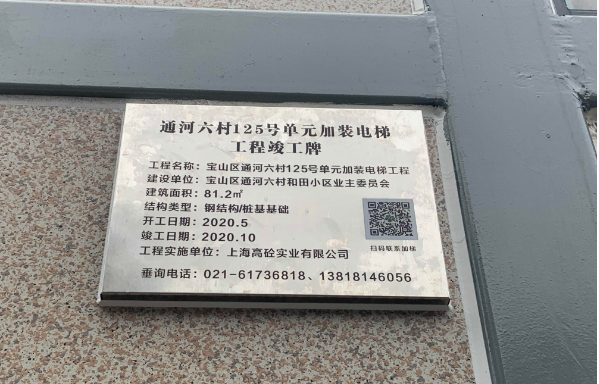 通河六村125号单元加装电梯
工程竣工牌
工程名称：宝山区通河六村125号单元加装电梯工程
建设单位：宝山区通河六村和田小区业主委员会
建筑面积：81.2㎡
结构类型：钢结构/桩基基础
开工日期：2020.5
竣工日期：2020.10
工程实施单位：上海高砼实业有限公司
垂询电话：021-61736818、13818146056
扫码联系加梯